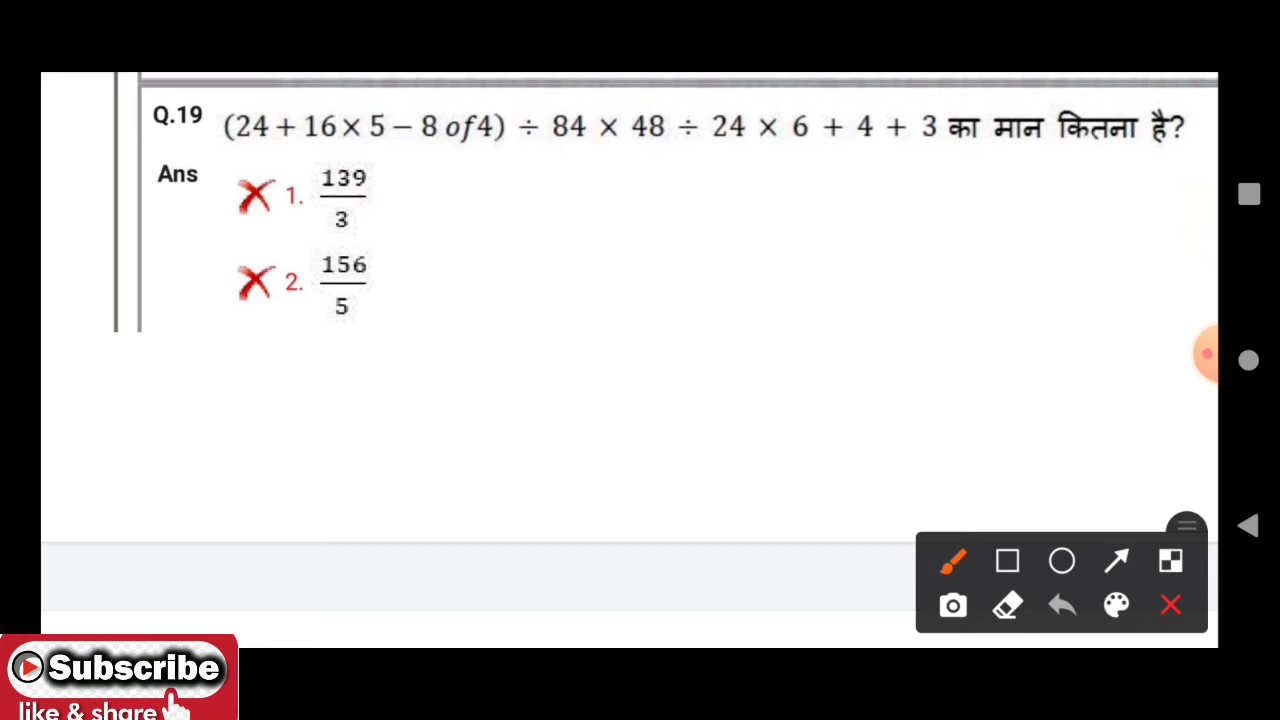 Q.19 (24 + 16 × 5 − 8 of4) ÷ 84 × 48 ÷ 24 × 6 + 4 + 3 का मान कितना है?
Ans
1. 139/3
2. 156/5
Subscribe
like & share